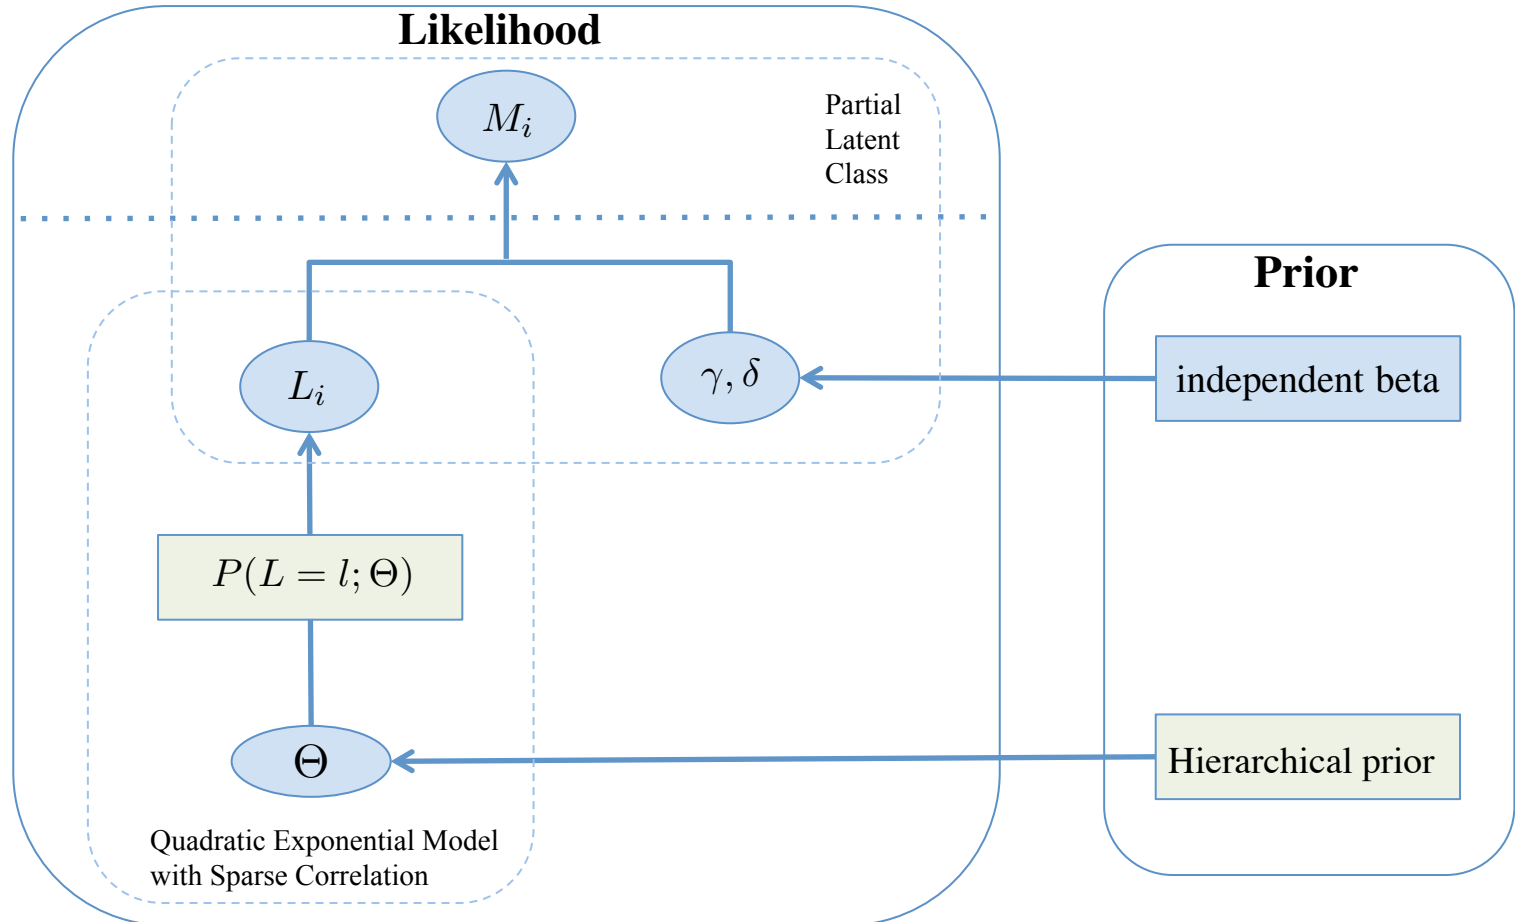 Likelihood
M_i
Partial
Latent
Class
Prior
L_i
γ, δ
independent beta
P(L = l; Θ)
Θ
Hierarchical prior
Quadratic Exponential Model
with Sparse Correlation